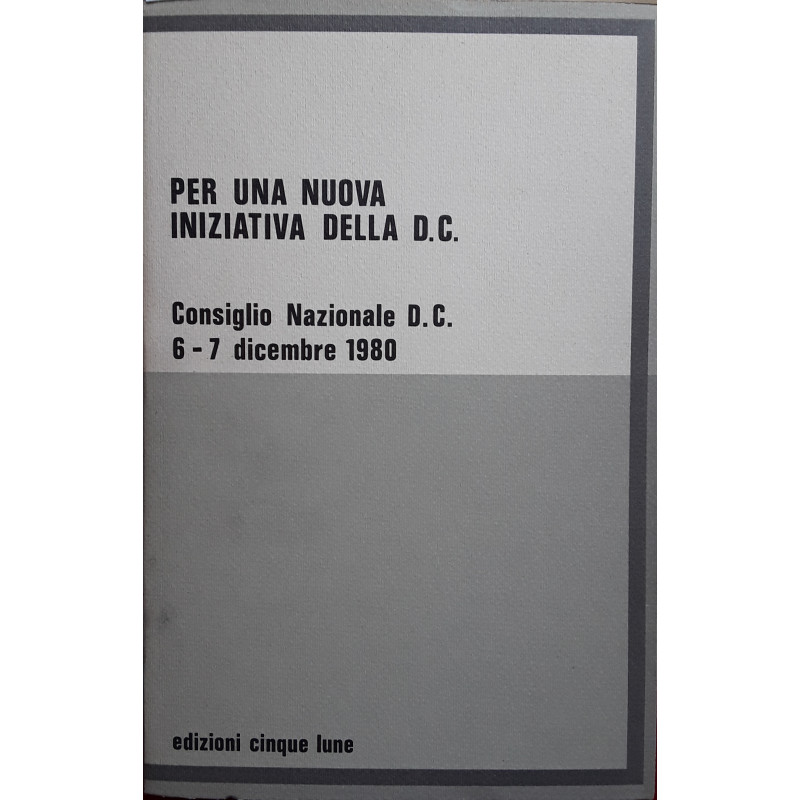 PER UNA NUOVA
INIZIATIVA DELLA D.C.
Consiglio Nazionale D.C.
6 - 7 dicembre 1980
edizioni cinque lune